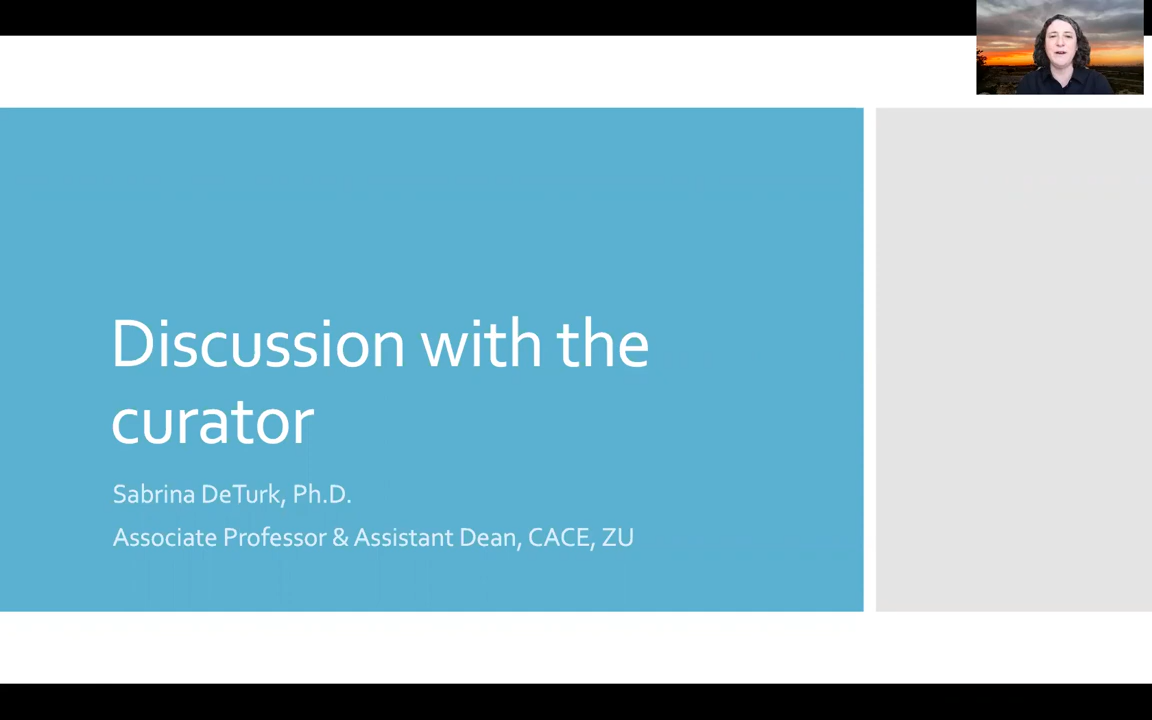 Discussion with the
curator
Sabrina DeTurk, Ph.D.
Associate Professor & Assistant Dean, CACE, ZU